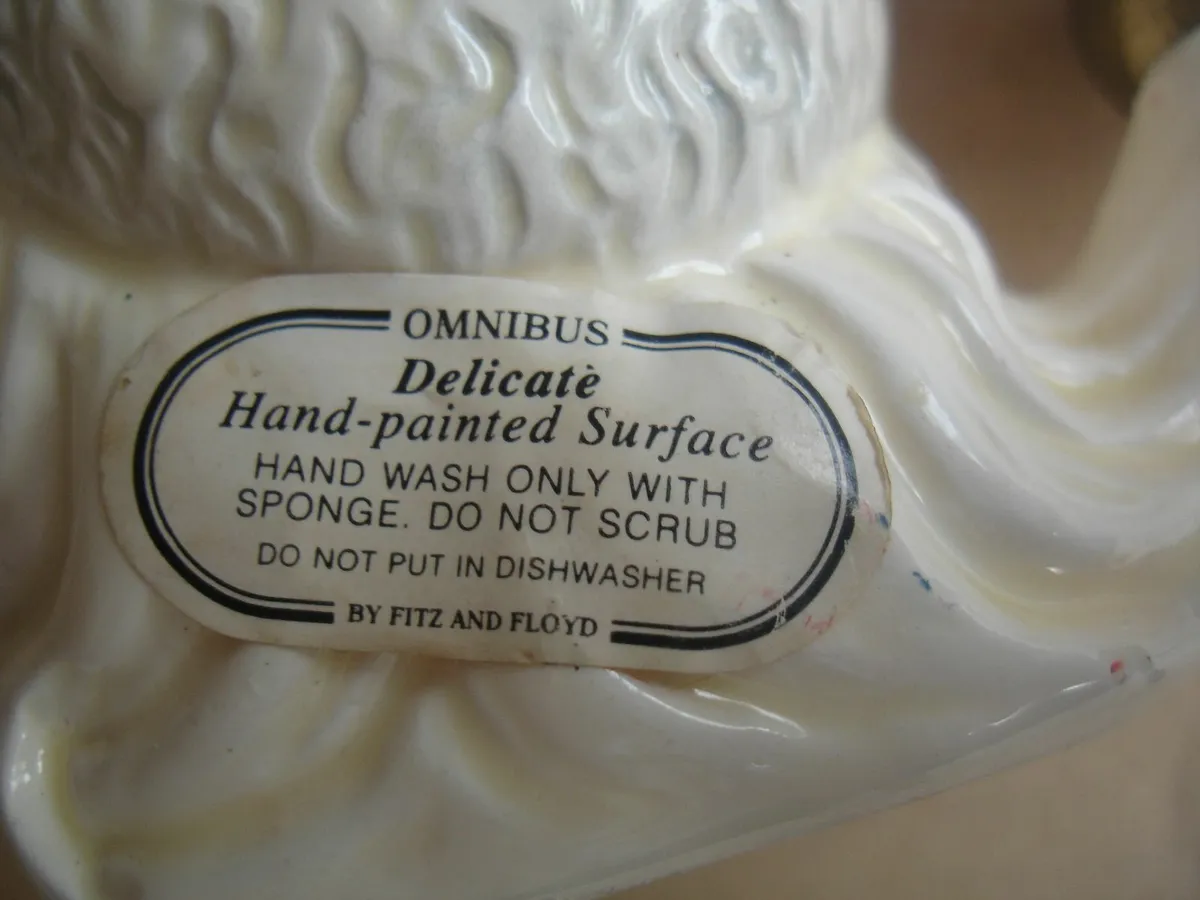 OMNIBUS
Delicate
Hand-painted Surface
HAND WASH ONLY WITH
SPONGE. DO NOT SCRUB
DO NOT PUT IN DISHWASHER
BY FITZ AND FLOYD